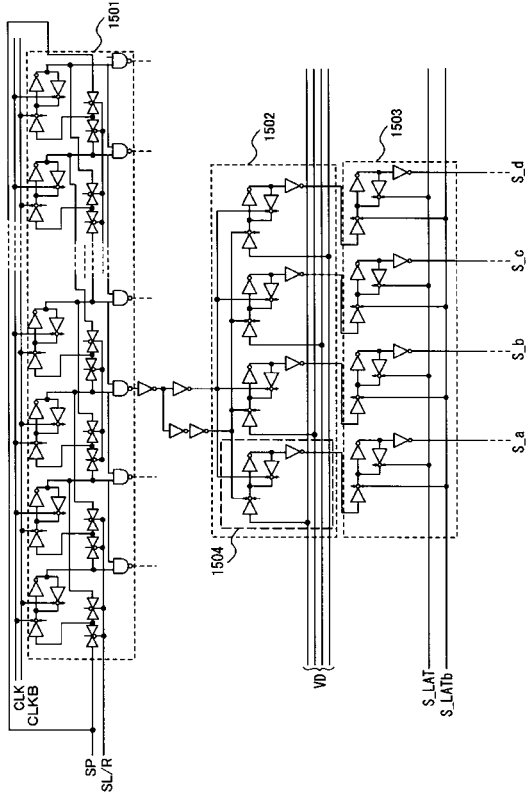 1501
CLK
CLKB
SP
SL/R
1502
1504
VD
1503
S_LAT
S_LATb
S_a
S_b
S_c
S_d